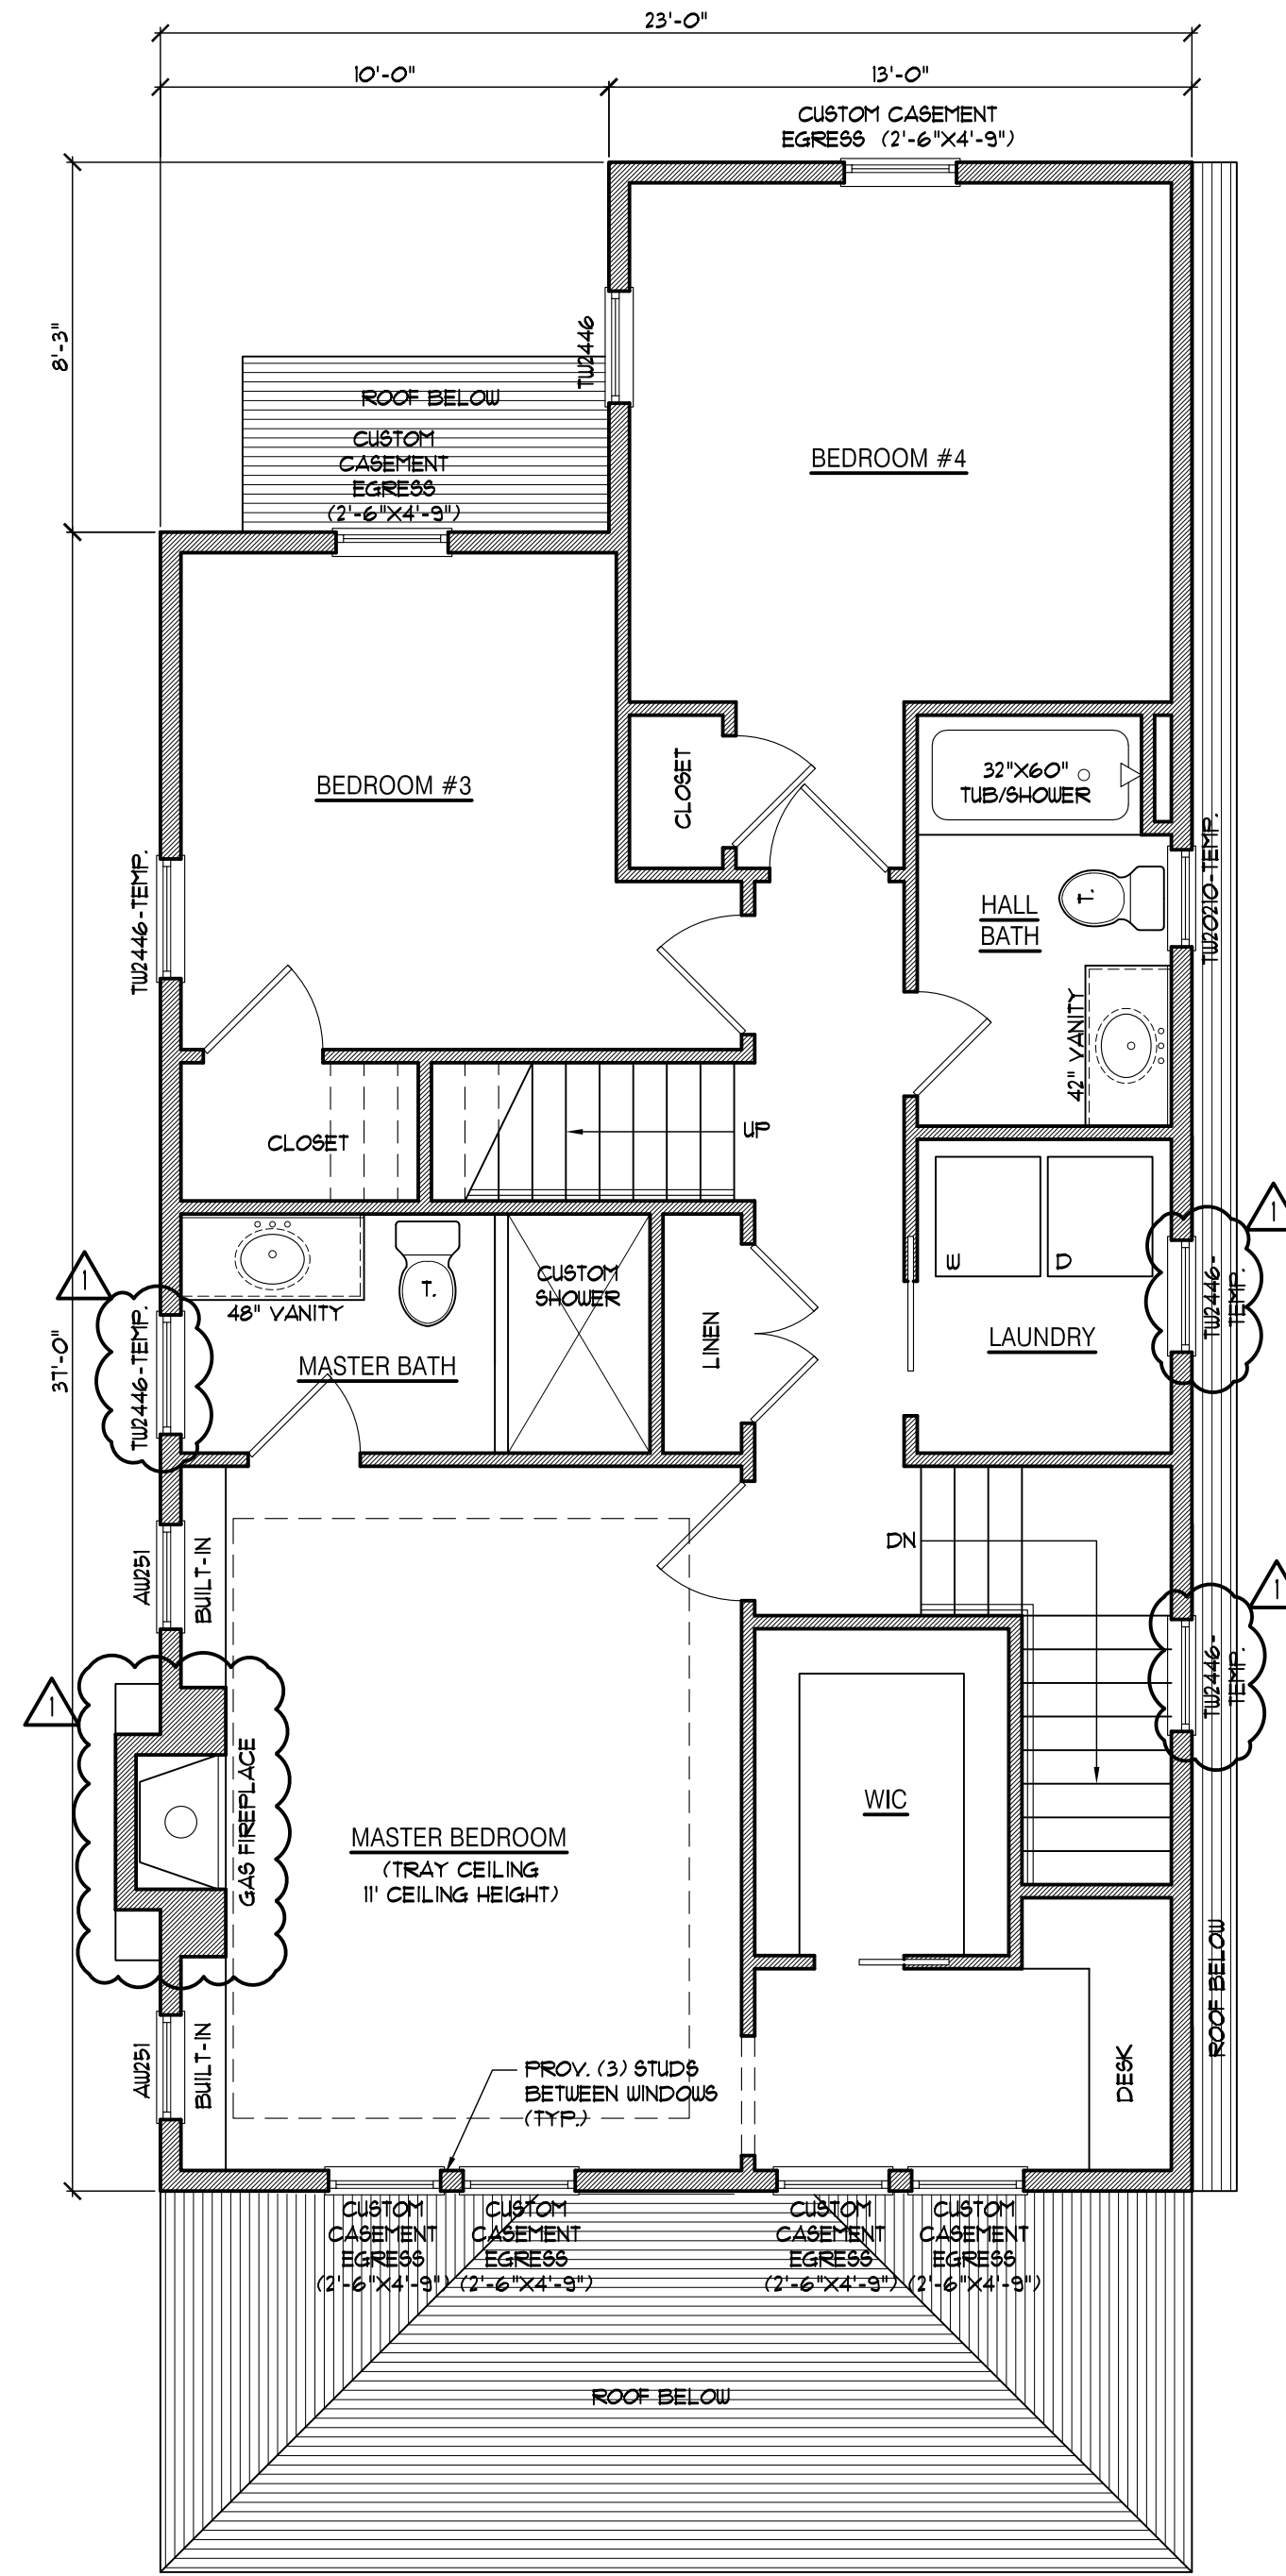 23'-0"
10'-0"
13'-0"
CUSTOM CASEMENT
EGRESS (2'-6"X4'-9")
8'-3"
TW2446
ROOF BELOW
CUSTOM
CASEMENT
EGRESS
(2'-6"X4'-9")
BEDROOM #4
BEDROOM #3
CLOSET
32"X60"
TUB/SHOWER
TW2446-TEMP.
HALL
BATH
T.
TW20210-TEMP.
42" VANITY
CLOSET
UP
1
1
48" VANITY
T.
CUSTOM
SHOWER
W
D
TW2446-
TEMP.
37'-0"
TW2446-TEMP.
MASTER BATH
LINEN
LAUNDRY
DN
AW251
BUILT-IN
1
1
TW2446-
TEMP.
GAS FIREPLACE
MASTER BEDROOM
(TRAY CEILING
11' CEILING HEIGHT)
WIC
ROOF BELOW
AW251
BUILT-IN
PROV. (3) STUDS
BETWEEN WINDOWS
(TYP.)
DESK
CUSTOM
CASEMENT
EGRESS
(2'-6"X4'-9")
CUSTOM
CASEMENT
EGRESS
(2'-6"X4'-9")
CUSTOM
CASEMENT
EGRESS
(2'-6"X4'-9")
CUSTOM
CASEMENT
EGRESS
(2'-6"X4'-9")
ROOF BELOW